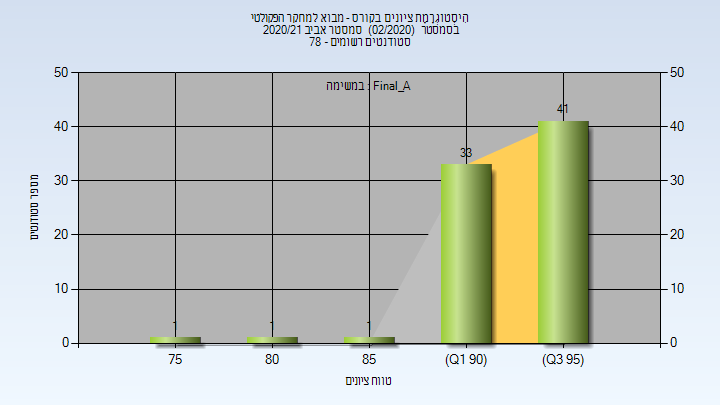 היסטוגרמת ציונים בקורס - מבוא למחקר הפקולטי
בסמסטר (02/2020) סמסטר אביב 2020/21
סטודנטים רשומים - 78
במשימה : Final_A
50 50
40 40
30 30
20 20
10 10
0 0
41
33
1 1 1
75 80 85 (Q1 90) (Q3 95)
מספר סטודנטים
טווח ציונים